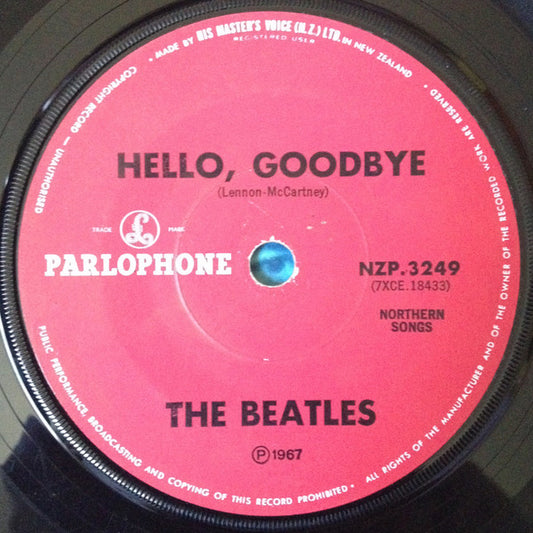 • MADE BY HIS MASTER'S VOICE (N.Z.) LTD. IN NEW ZEALAND
REGISTERED USER
COPYRIGHT RECORD — UNAUTHORISED
HELLO, GOODBYE
(Lennon-McCartney)
TRADE £ MARK
PARLOPHONE
NZP.3249
(7XCE.18433)
NORTHERN
SONGS
THE BEATLES
Ⓟ 1967
PUBLIC PERFORMANCE, BROADCASTING AND COPYING OF THIS RECORD PROHIBITED • ALL RIGHTS OF THE MANUFACTURER AND OF THE OWNER OF THE RECORDED WORK ARE RESERVED